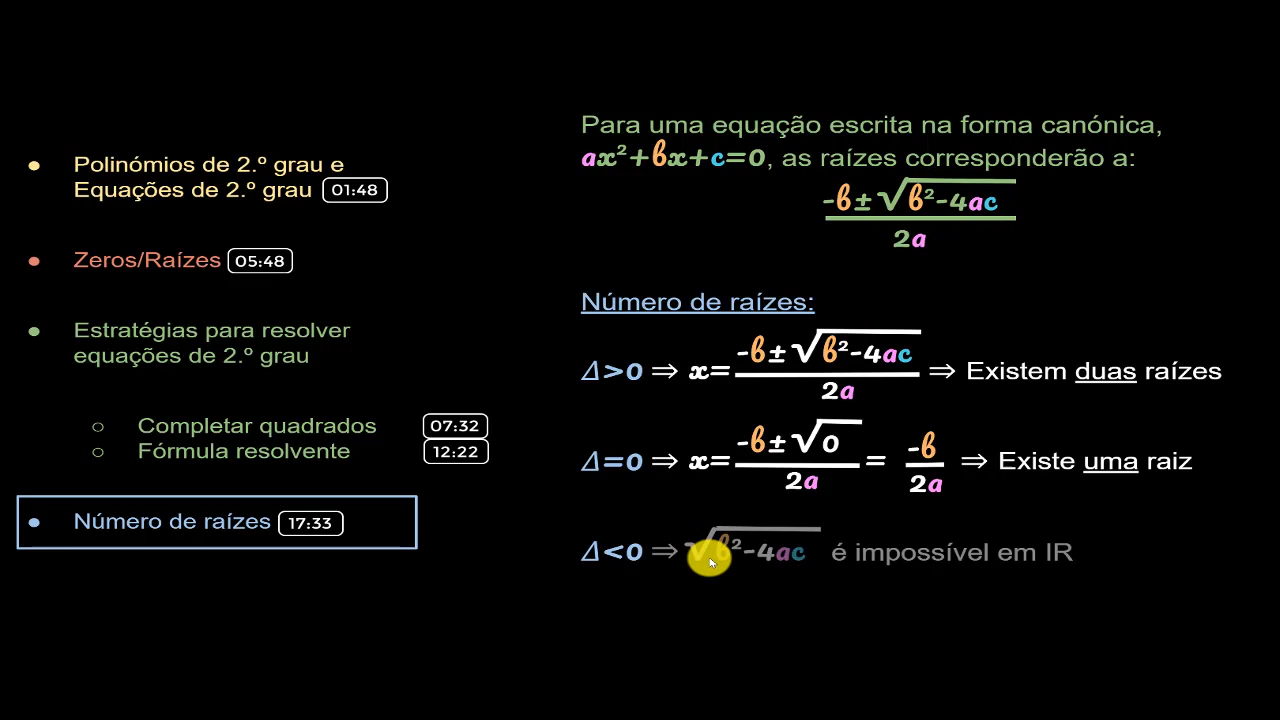 ● Polinómios de 2.º grau e
Equações de 2.º grau 01:48
● Zeros/Raízes 05:48
● Estratégias para resolver
equações de 2.º grau
○ Completar quadrados 07:32
○ Fórmula resolvente 12:22
● Número de raízes 17:33
Para uma equação escrita na forma canónica,
ax²+bx+c=0, as raízes corresponderão a:
-b±√b²-4ac
2a
Número de raízes:
Δ>0 ⇒ x= -b±√b²-4ac / 2a ⇒ Existem duas raízes
Δ=0 ⇒ x= -b±√0 / 2a = -b / 2a ⇒ Existe uma raiz
Δ<0 ⇒ √b²-4ac é impossível em IR